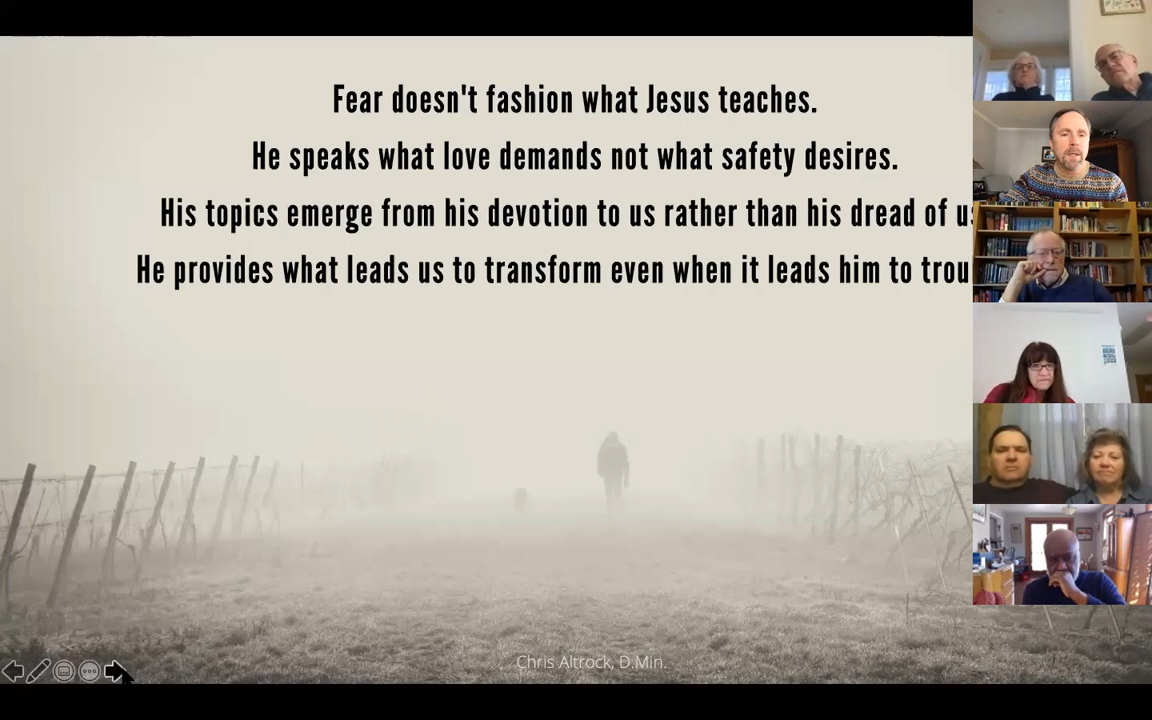 Fear doesn't fashion what Jesus teaches.
He speaks what love demands not what safety desires.
His topics emerge from his devotion to us rather than his dread of us
He provides what leads us to transform even when it leads him to trou
Chris Altrock, D.Min.